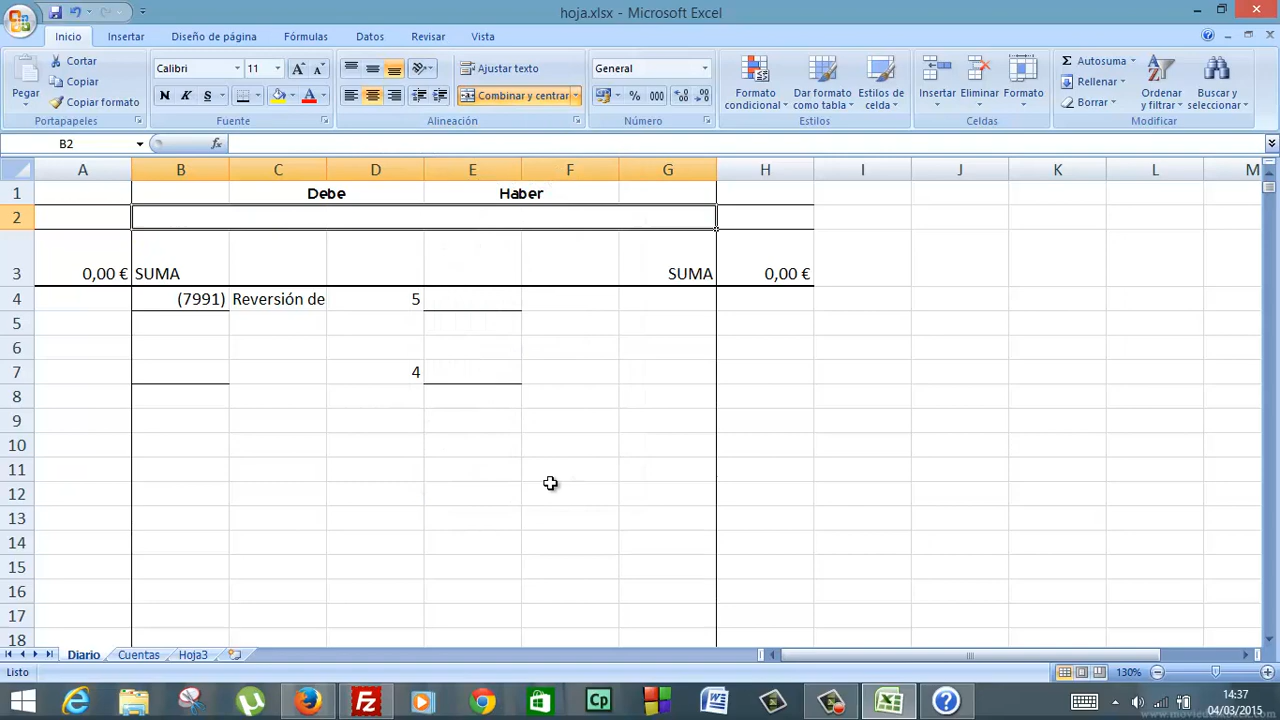 hoja.xlsx - Microsoft Excel
Inicio Insertar Diseño de página Fórmulas Datos Revisar Vista
Pegar
Cortar
Copiar
Copiar formato
Portapapeles
Calibri 11
N K S
Fuente
Ajustar texto
Combinar y centrar
Alineación
General
% 000
Número
Formato condicional
Dar formato como tabla
Estilos de celda
Estilos
Insertar Eliminar Formato
Celdas
Autosuma
Rellenar
Borrar
Ordenar y filtrar
Buscar y seleccionar
Modificar
B2 fx
A B C D E F G H I J K L M
1 Debe Haber
2
3 0,00 € SUMA SUMA 0,00 €
4 (7991) Reversión de 5
5
6
7 4
8
9
10
11
12
13
14
15
16
17
18
Diario Cuentas Hoja3
Listo 130%
14:37
04/03/2015